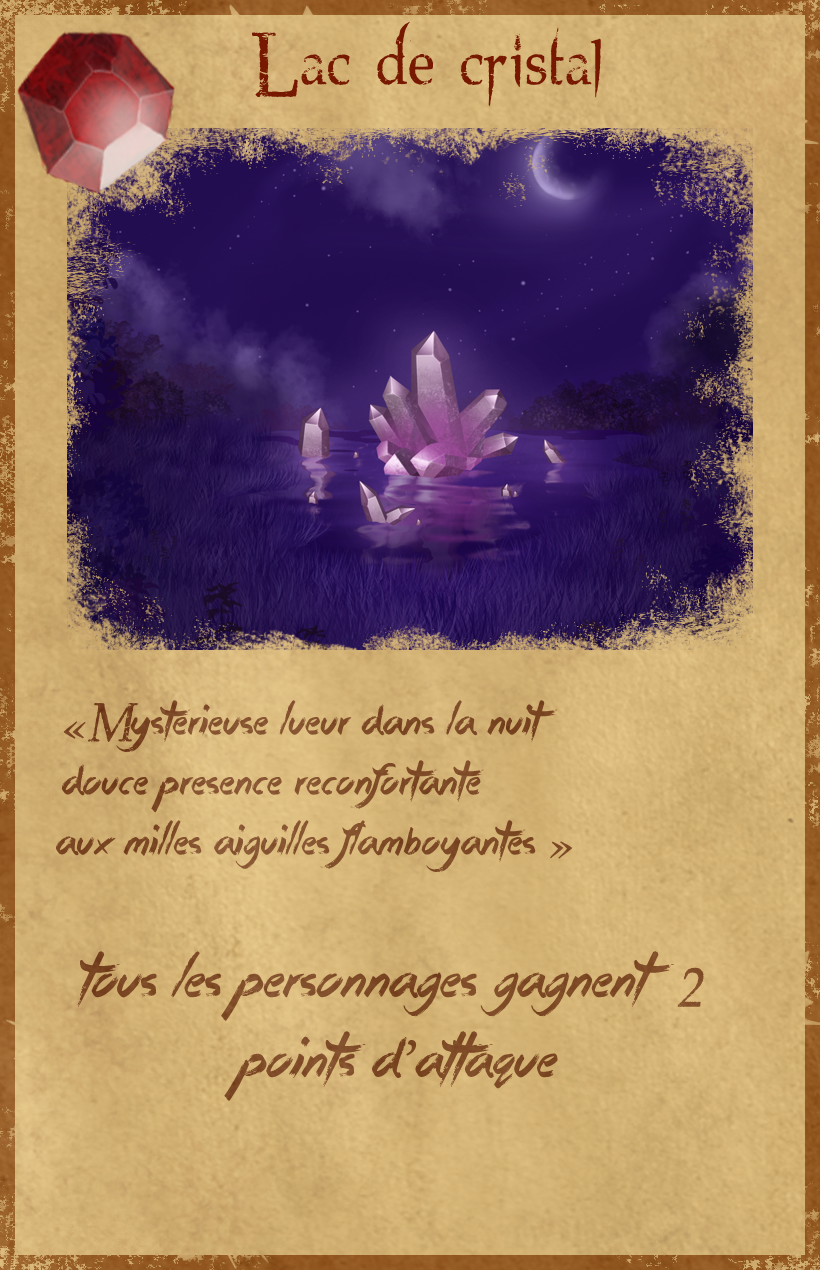 Lac de cristal
«Mysterieuse lueur dans la nuit
douce presence reconfortante
aux milles aiguilles flamboyantes »
tous les personnages gagnent 2
points d'attaque